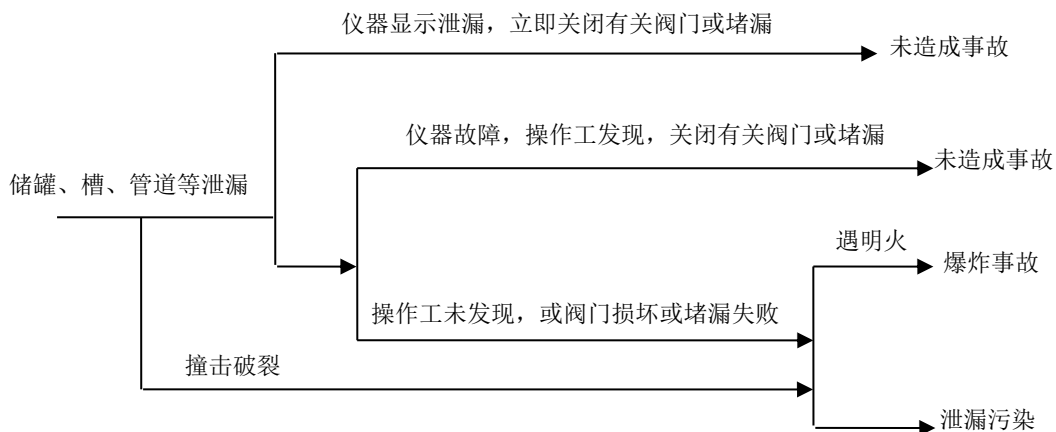 仪器显示泄漏，立即关闭有关阀门或堵漏
未造成事故
仪器故障，操作工发现，关闭有关阀门或堵漏
未造成事故
储罐、槽、管道等泄漏
遇明火
爆炸事故
操作工未发现，或阀门损坏或堵漏失败
撞击破裂
泄漏污染